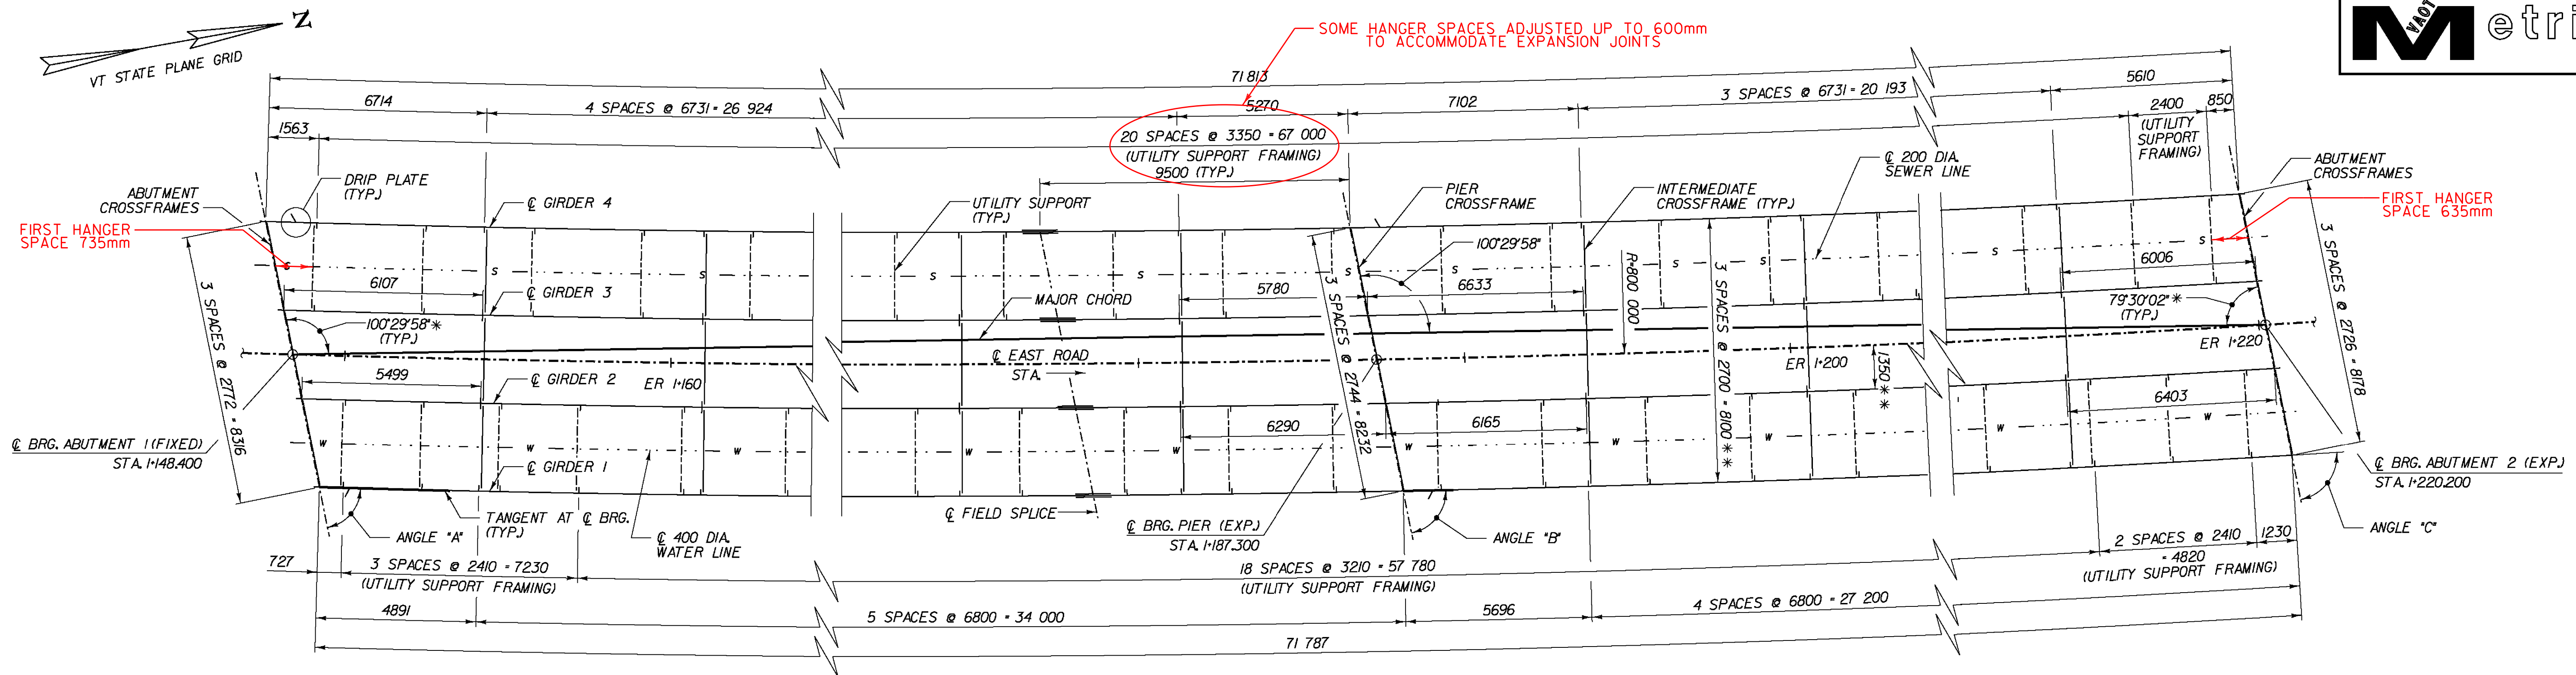 Z
VT STATE PLANE GRID
SOME HANGER SPACES ADJUSTED UP TO 600mm
TO ACCOMMODATE EXPANSION JOINTS
VAOT
Metri
71 813
6714
4 SPACES @ 6731 = 26 924
5270
7102
3 SPACES @ 6731 = 20 193
5610
1563
20 SPACES @ 3350 = 67 000
(UTILITY SUPPORT FRAMING)
9500 (TYP.)
2400
(UTILITY
SUPPORT
FRAMING)
850
ABUTMENT
CROSSFRAMES
DRIP PLATE
(TYP.)
℄ GIRDER 4
UTILITY SUPPORT
(TYP.)
PIER
CROSSFRAME
INTERMEDIATE
CROSSFRAME (TYP.)
℄ 200 DIA.
SEWER LINE
ABUTMENT
CROSSFRAMES
FIRST HANGER
SPACE 735mm
FIRST HANGER
SPACE 635mm
100°29'58"
S
S
S
S
S
S
S
S
S
S
S
6107
℄ GIRDER 3
MAJOR CHORD
5780
6633
R=800 000
3 SPACES @ 2700 = 8100 **
6006
3 SPACES @ 2772 = 8316
100°29'58"*
(TYP.)
3 SPACES @ 2744 = 8232
79°30'02"*
(TYP.)
3 SPACES @ 2726 = 8178
℄ EAST ROAD
STA.
5499
℄ GIRDER 2
ER 1+160
ER 1+200
1350**
ER 1+220
6290
6165
6403
W
W
W
W
W
W
W
W
W
W
℄ BRG. ABUTMENT 1 (FIXED)
STA. 1+148.400
℄ GIRDER 1
℄ BRG. ABUTMENT 2 (EXP.)
STA. 1+220.200
TANGENT AT ℄ BRG.
(TYP.)
ANGLE "A"
℄ 400 DIA.
WATER LINE
℄ FIELD SPLICE
℄ BRG. PIER (EXP.)
STA. 1+187.300
ANGLE "B"
ANGLE "C"
727
3 SPACES @ 2410 = 7230
(UTILITY SUPPORT FRAMING)
18 SPACES @ 3210 = 57 780
(UTILITY SUPPORT FRAMING)
2 SPACES @ 2410
= 4820
(UTILITY SUPPORT FRAMING)
1230
4891
5 SPACES @ 6800 = 34 000
5696
4 SPACES @ 6800 = 27 200
71 787